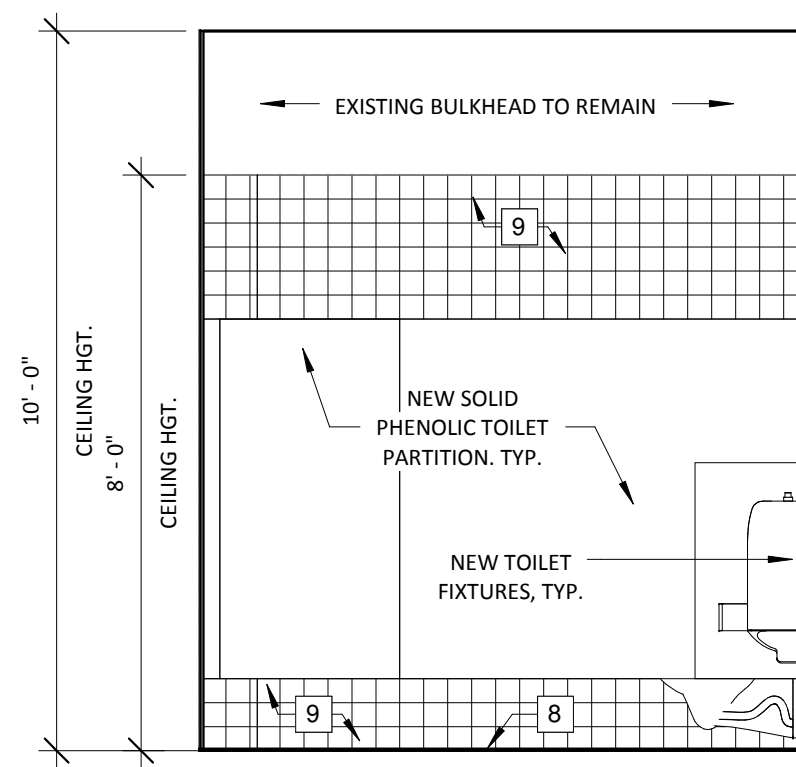 EXISTING BULKHEAD TO REMAIN
9
10' - 0"
CEILING HGT.
8' - 0"
CEILING HGT.
NEW SOLID
PHENOLIC TOILET
PARTITION. TYP.
NEW TOILET
FIXTURES, TYP.
9
8